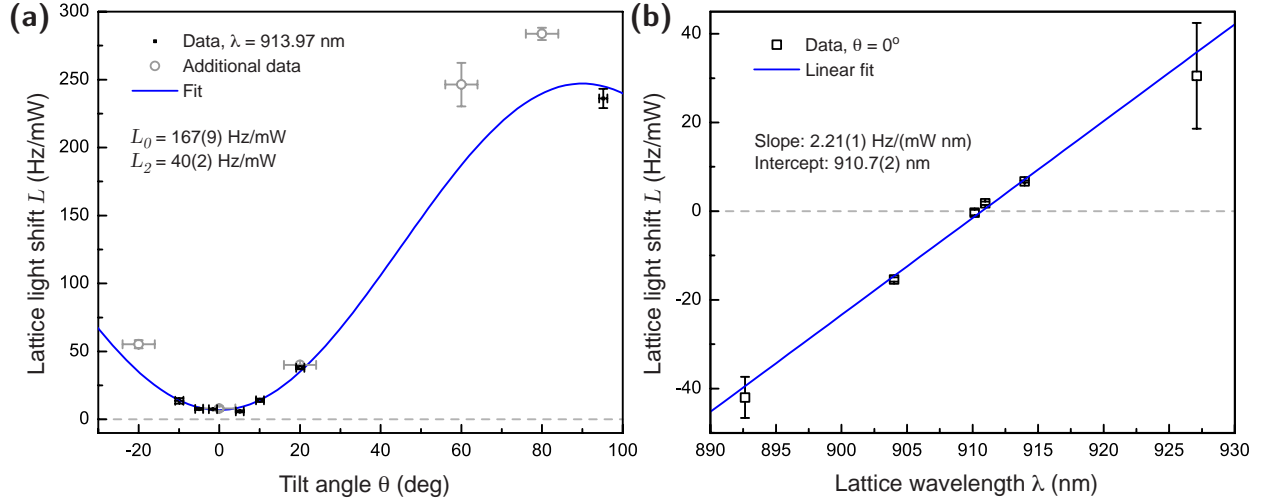 (a)
300
250
200
150
100
50
0
Lattice light shift L (Hz/mW)
Data, λ = 913.97 nm
Additional data
Fit
L₀ = 167(9) Hz/mW
L₂ = 40(2) Hz/mW
-20 0 20 40 60 80 100
Tilt angle θ (deg)
(b)
40
20
0
-20
-40
Lattice light shift L (Hz/mW)
Data, θ = 0º
Linear fit
Slope: 2.21(1) Hz/(mW nm)
Intercept: 910.7(2) nm
890 895 900 905 910 915 920 925 930
Lattice wavelength λ (nm)